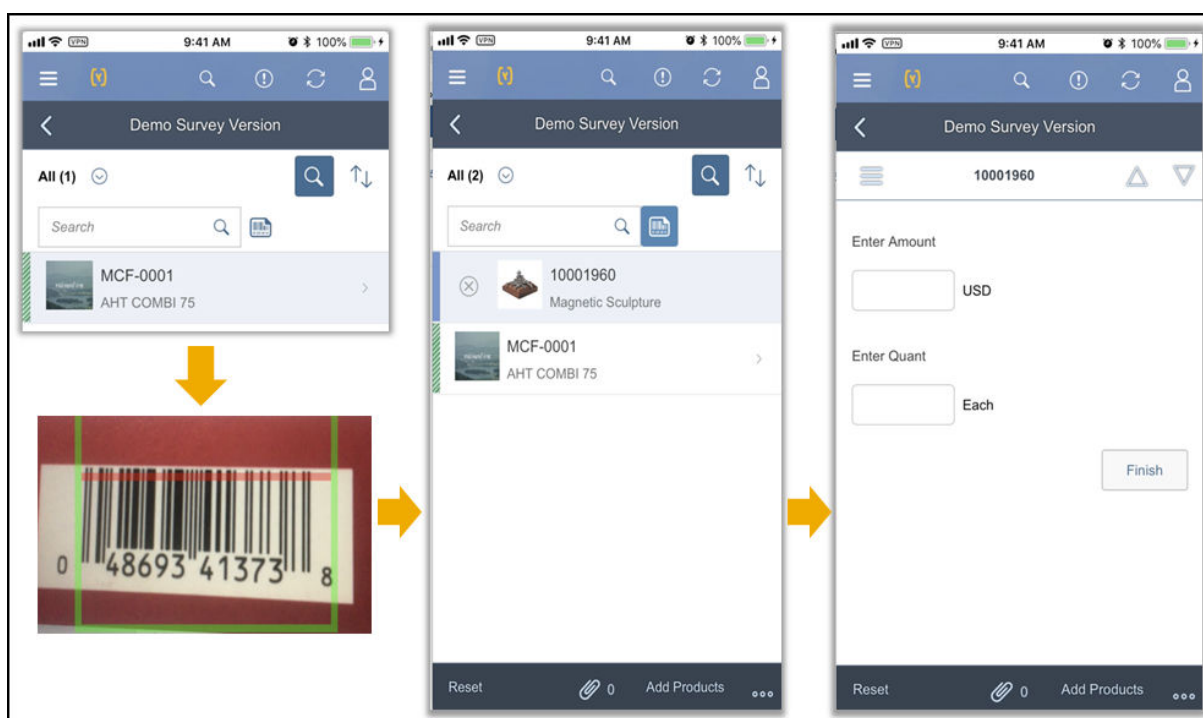 VPN 9:41 AM 100%
Demo Survey Version
All (1)
Search
MCF-0001
AHT COMBI 75
0 48693 41373 8
VPN 9:41 AM 100%
Demo Survey Version
All (2)
Search
10001960
Magnetic Sculpture
MCF-0001
AHT COMBI 75
Reset 0 Add Products
VPN 9:41 AM 100%
Demo Survey Version
10001960
Enter Amount
USD
Enter Quant
Each
Finish
Reset 0 Add Products